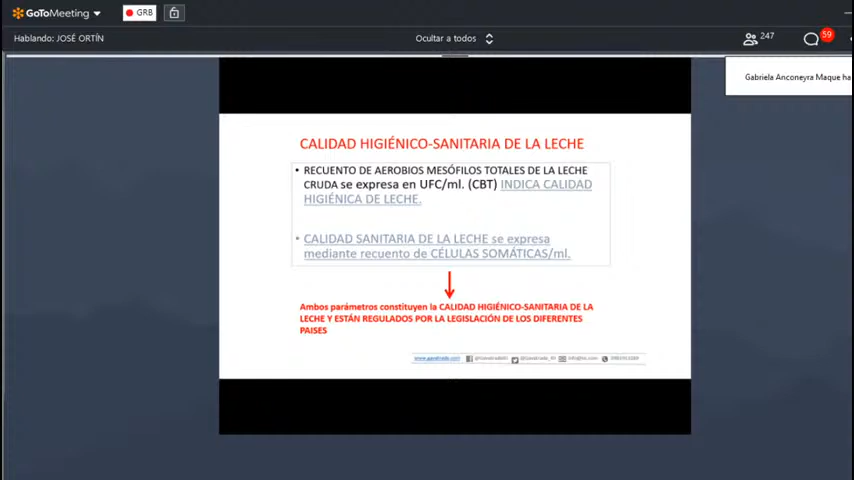 GoToMeeting
GRB
Hablando: JOSÉ ORTÍN
Ocultar a todos
247
59
Gabriela Anconeyra Maque ha
CALIDAD HIGIÉNICO-SANITARIA DE LA LECHE
• RECUENTO DE AEROBIOS MESÓFILOS TOTALES DE LA LECHE
CRUDA se expresa en UFC/ml. (CBT) INDICA CALIDAD
HIGIÉNICA DE LECHE.
• CALIDAD SANITARIA DE LA LECHE se expresa
mediante recuento de CÉLULAS SOMÁTICAS/ml.
Ambos parámetros constituyen la CALIDAD HIGIÉNICO-SANITARIA DE LA
LECHE Y ESTÁN REGULADOS POR LA LEGISLACIÓN DE LOS DIFERENTES
PAISES